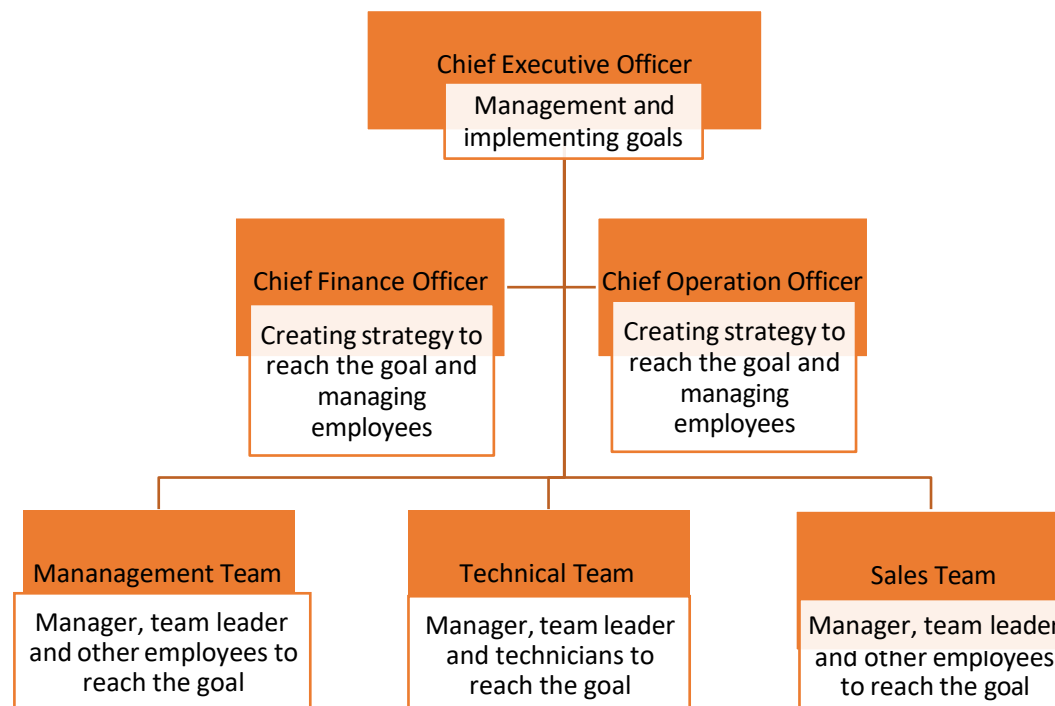 Chief Executive Officer
Management and
implementing goals
Chief Finance Officer
Creating strategy to
reach the goal and
managing
employees
Chief Operation Officer
Creating strategy to
reach the goal and
managing
employees
Mananagement Team
Manager, team leader
and other employees to
reach the goal
Technical Team
Manager, team leader
and technicians to
reach the goal
Sales Team
Manager, team leader
and other employees
to reach the goal